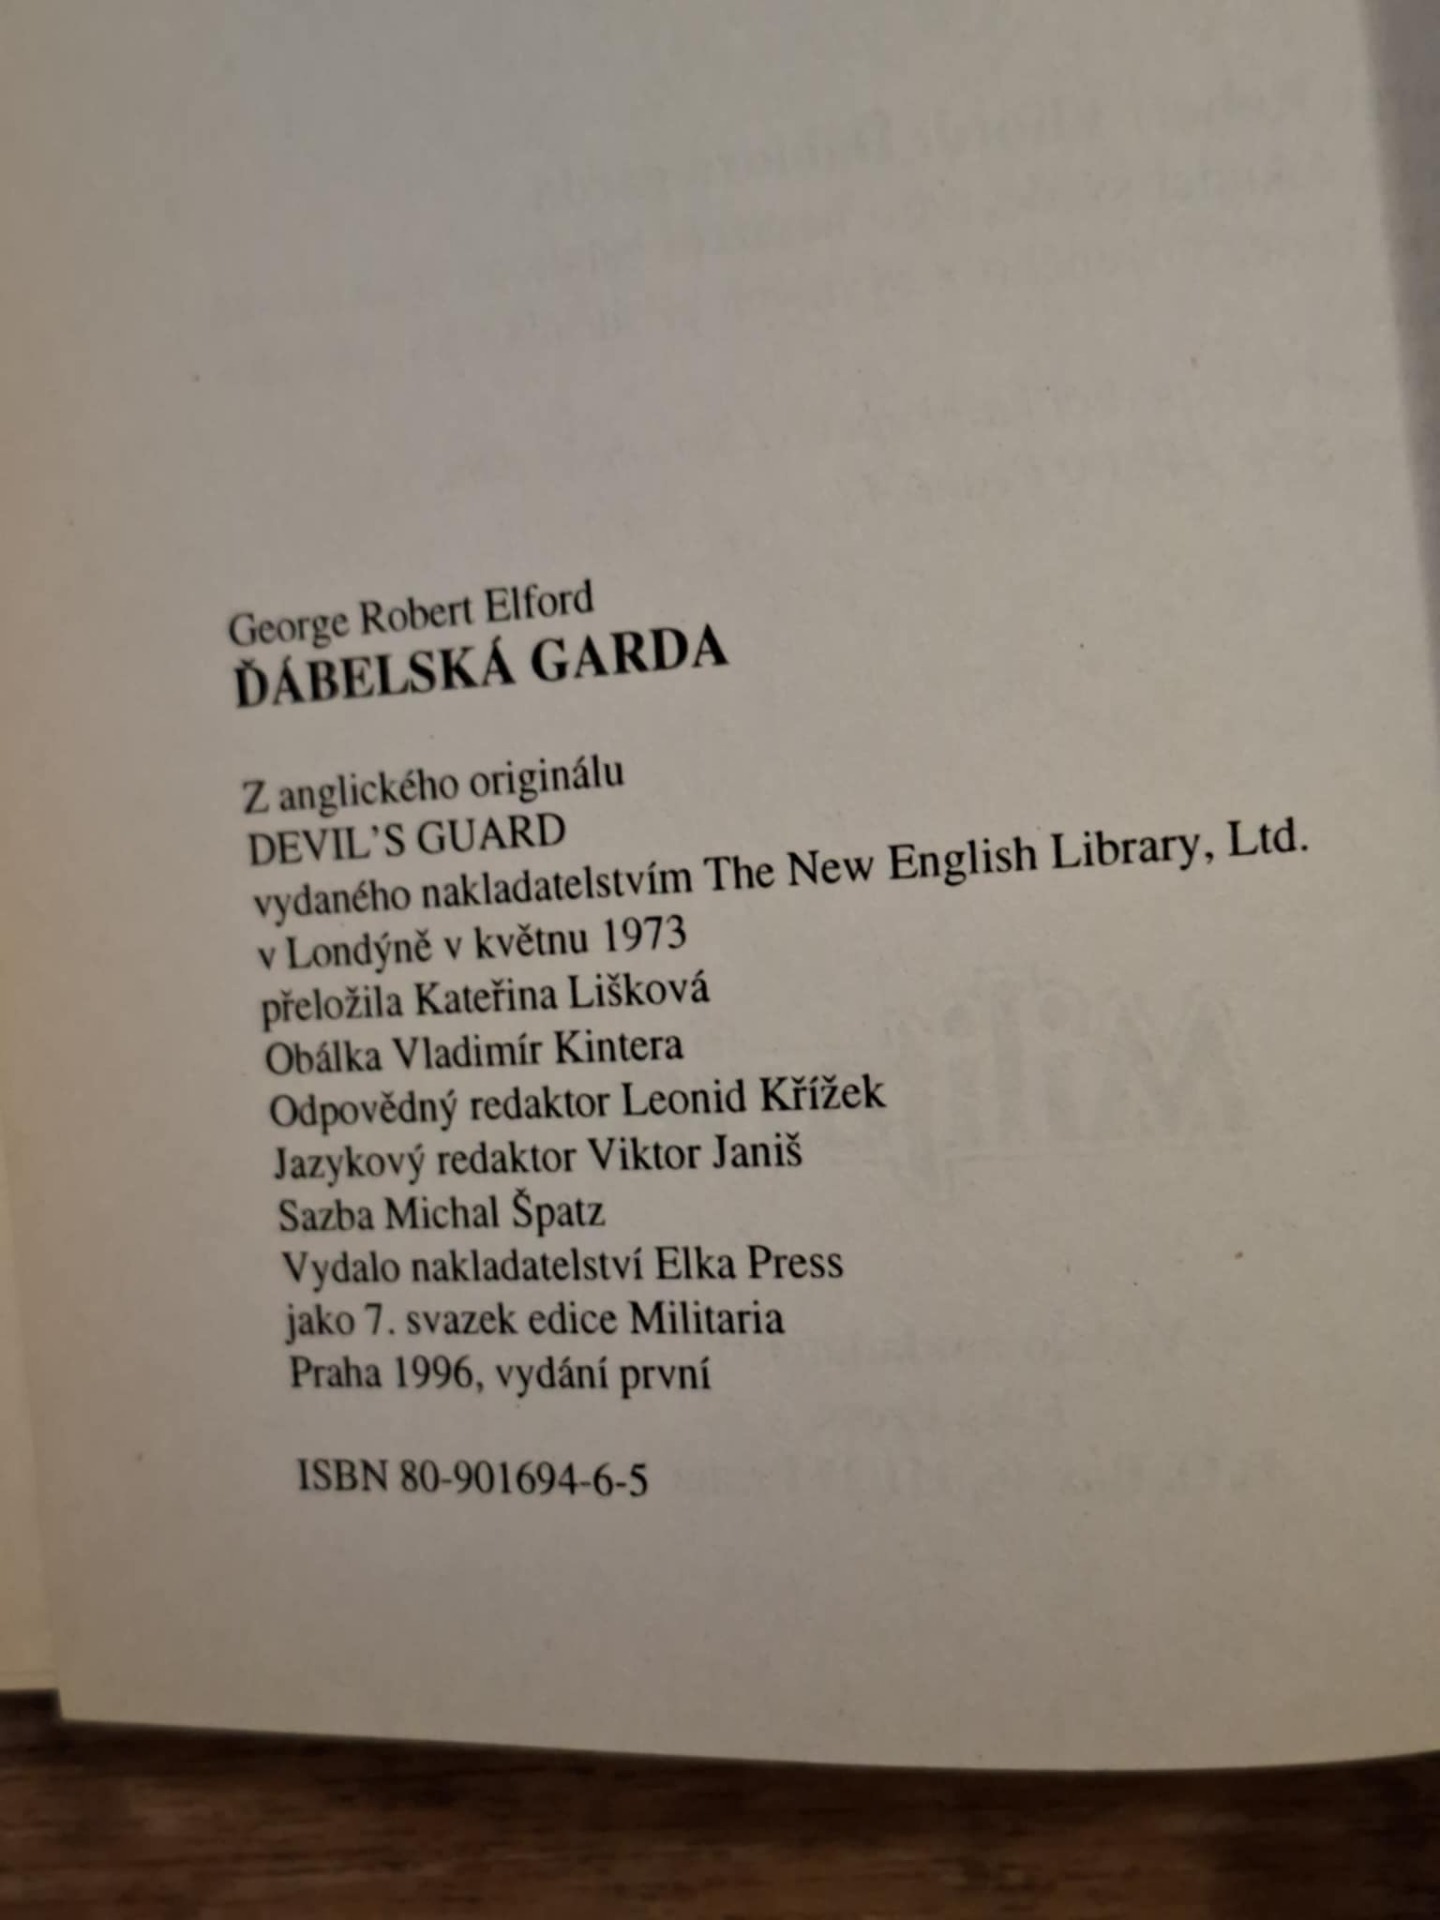 George Robert Elford
ĎÁBELSKÁ GARDA
Z anglického originálu
DEVIL'S GUARD
vydaného nakladatelstvím The New English Library, Ltd.
v Londýně v květnu 1973
přeložila Kateřina Lišková
Obálka Vladimír Kintera
Odpovědný redaktor Leonid Křížek
Jazykový redaktor Viktor Janiš
Sazba Michal Špatz
Vydalo nakladatelství Elka Press
jako 7. svazek edice Militaria
Praha 1996, vydání první
ISBN 80-901694-6-5